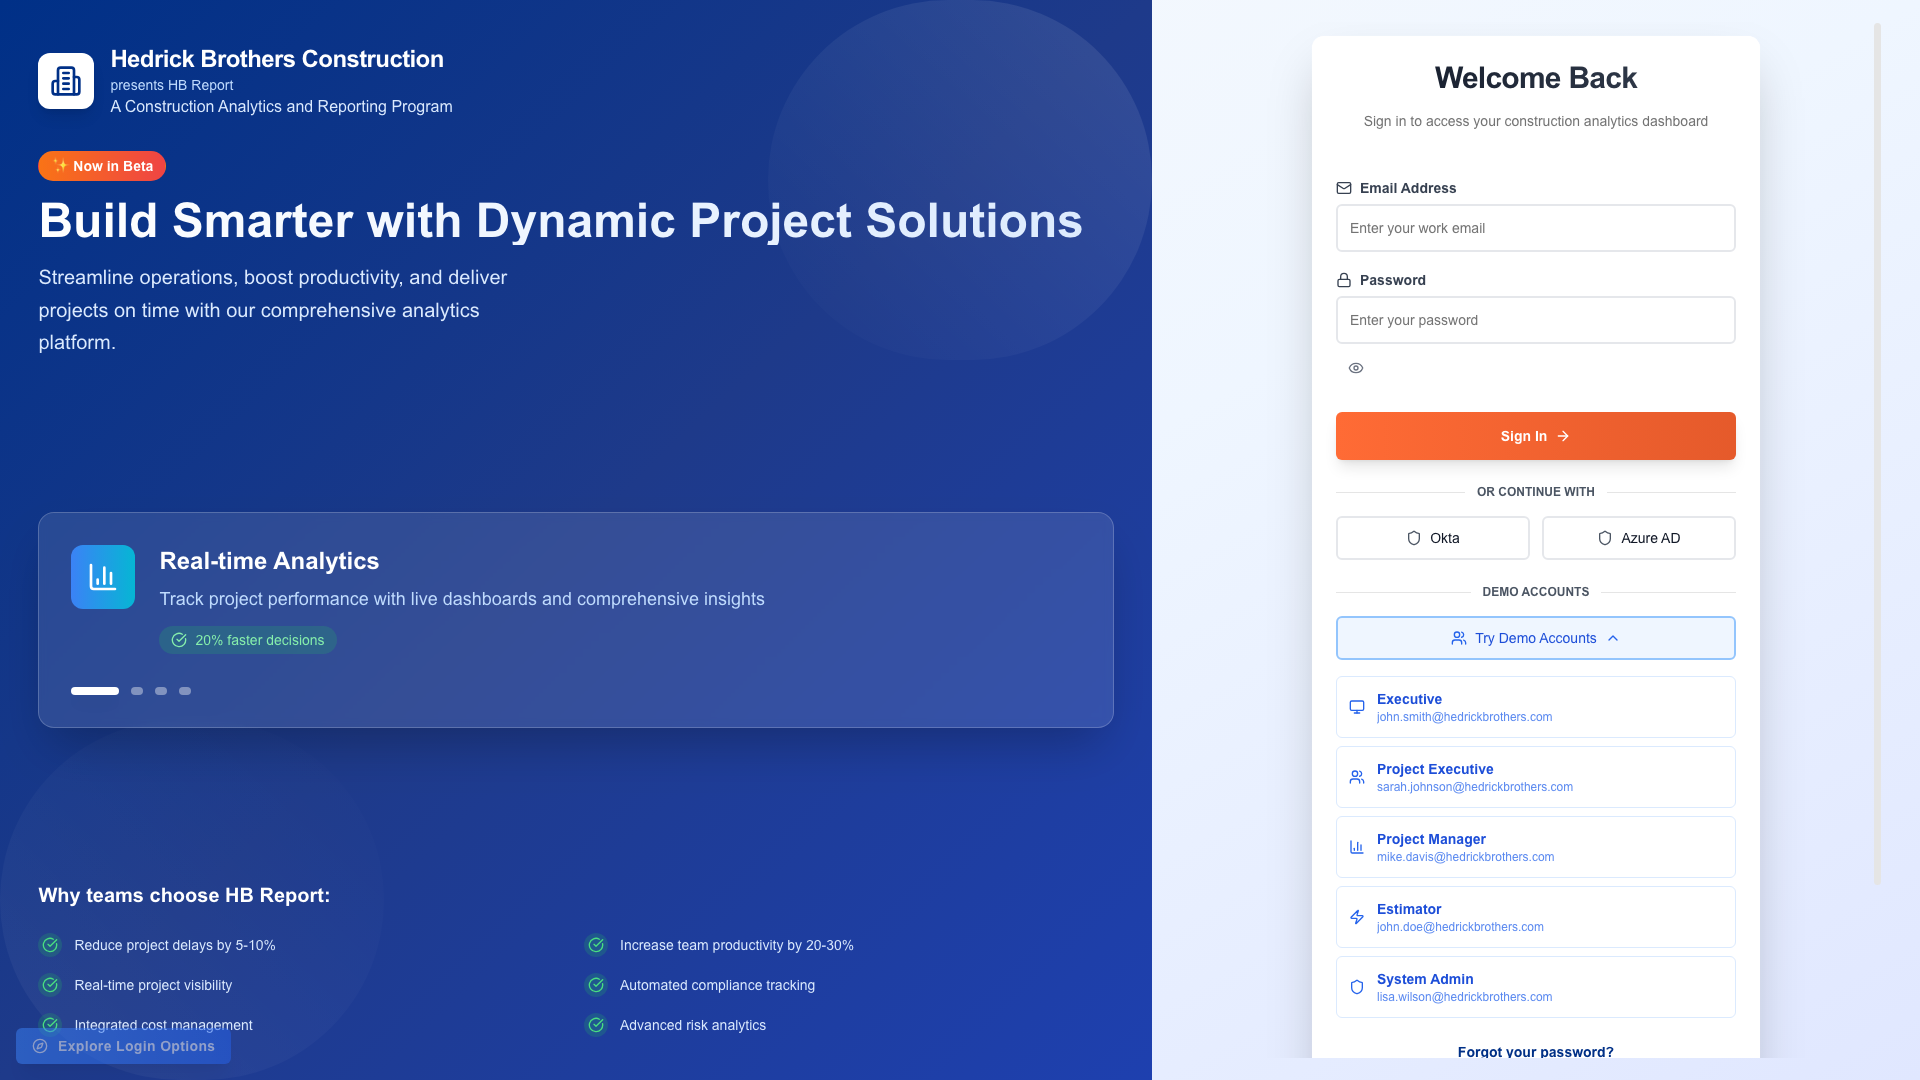 Hedrick Brothers Construction
presents HB Report
A Construction Analytics and Reporting Program
✨ Now in Beta
Build Smarter with Dynamic Project Solutions
Streamline operations, boost productivity, and deliver
projects on time with our comprehensive analytics
platform.
Real-time Analytics
Track project performance with live dashboards and comprehensive insights
20% faster decisions
Why teams choose HB Report:
Reduce project delays by 5-10%
Increase team productivity by 20-30%
Real-time project visibility
Automated compliance tracking
Integrated cost management
Advanced risk analytics
Explore Login Options
Welcome Back
Sign in to access your construction analytics dashboard
Email Address
Enter your work email
Password
Enter your password
Sign In
OR CONTINUE WITH
Okta
Azure AD
DEMO ACCOUNTS
Try Demo Accounts
Executive
john.smith@hedrickbrothers.com
Project Executive
sarah.johnson@hedrickbrothers.com
Project Manager
mike.davis@hedrickbrothers.com
Estimator
john.doe@hedrickbrothers.com
System Admin
lisa.wilson@hedrickbrothers.com
Forgot your password?